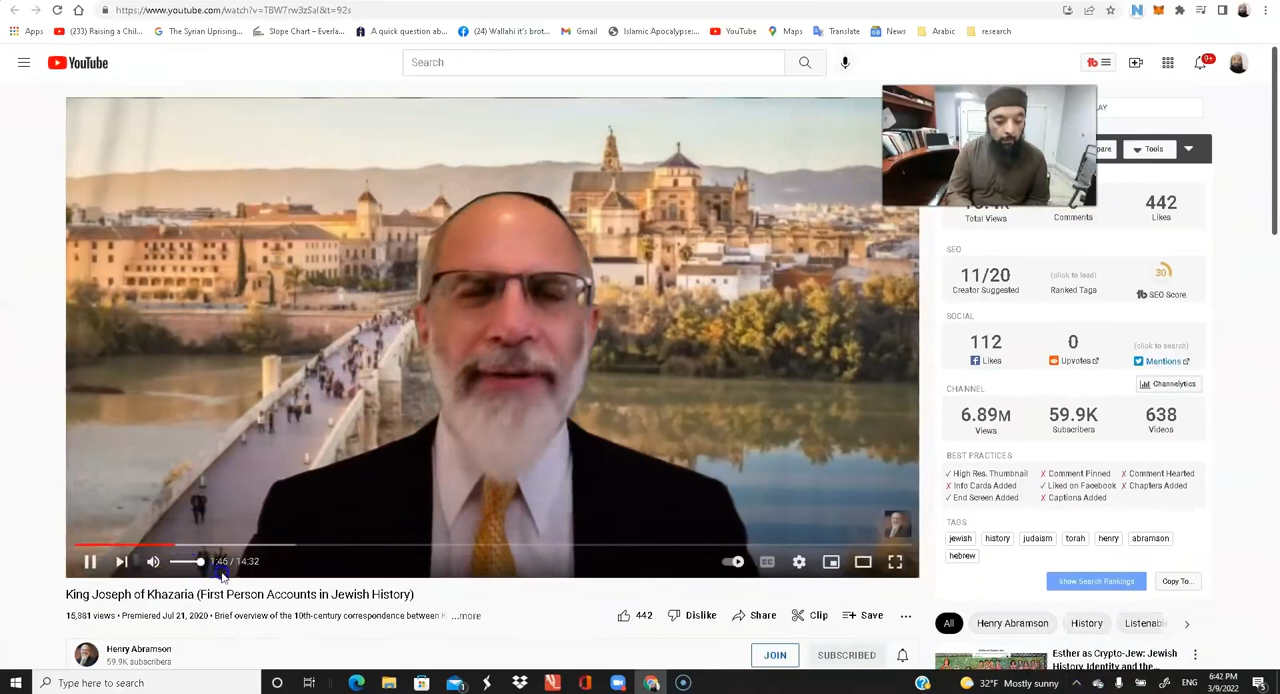 https://www.youtube.com/watch?v=TBW7rw3zSaI&t=92s
Apps (233) Raising a Chil... The Syrian Uprising... Slope Chart – Everla... A quick question ab... (24) Wallahi it's brot... Gmail Islamic Apocalypse:... YouTube Maps Translate News Arabic research
YouTube
Search
9+
AY
pare Tools
Total Views Comments 442 Likes
SEO
11/20 Creator Suggested (click to load) Ranked Tags 30 tb SEO Score
SOCIAL
112 Likes 0 Upvotes (click to search) Mentions
Channelytics
CHANNEL
6.89M Views 59.9K Subscribers 638 Videos
BEST PRACTICES
✓ High Res. Thumbnail ✗ Comment Pinned ✗ Comment Hearted
✗ Info Cards Added ✓ Liked on Facebook ✗ Chapters Added
✓ End Screen Added ✗ Captions Added
TAGS
jewish history judaism torah henry abramson
hebrew
Show Search Rankings Copy To...
1:46 / 14:32
King Joseph of Khazaria (First Person Accounts in Jewish History)
15,381 views • Premiered Jul 21, 2020 • Brief overview of the 10th-century correspondence between K ...more
442 Dislike Share Clip Save ...
Henry Abramson
59.9K subscribers
JOIN SUBSCRIBED
All Henry Abramson History Listenabl
Esther as Crypto-Jew: Jewish
History, Identity and the...
Type here to search
32°F Mostly sunny
6:42 PM
3/9/2022